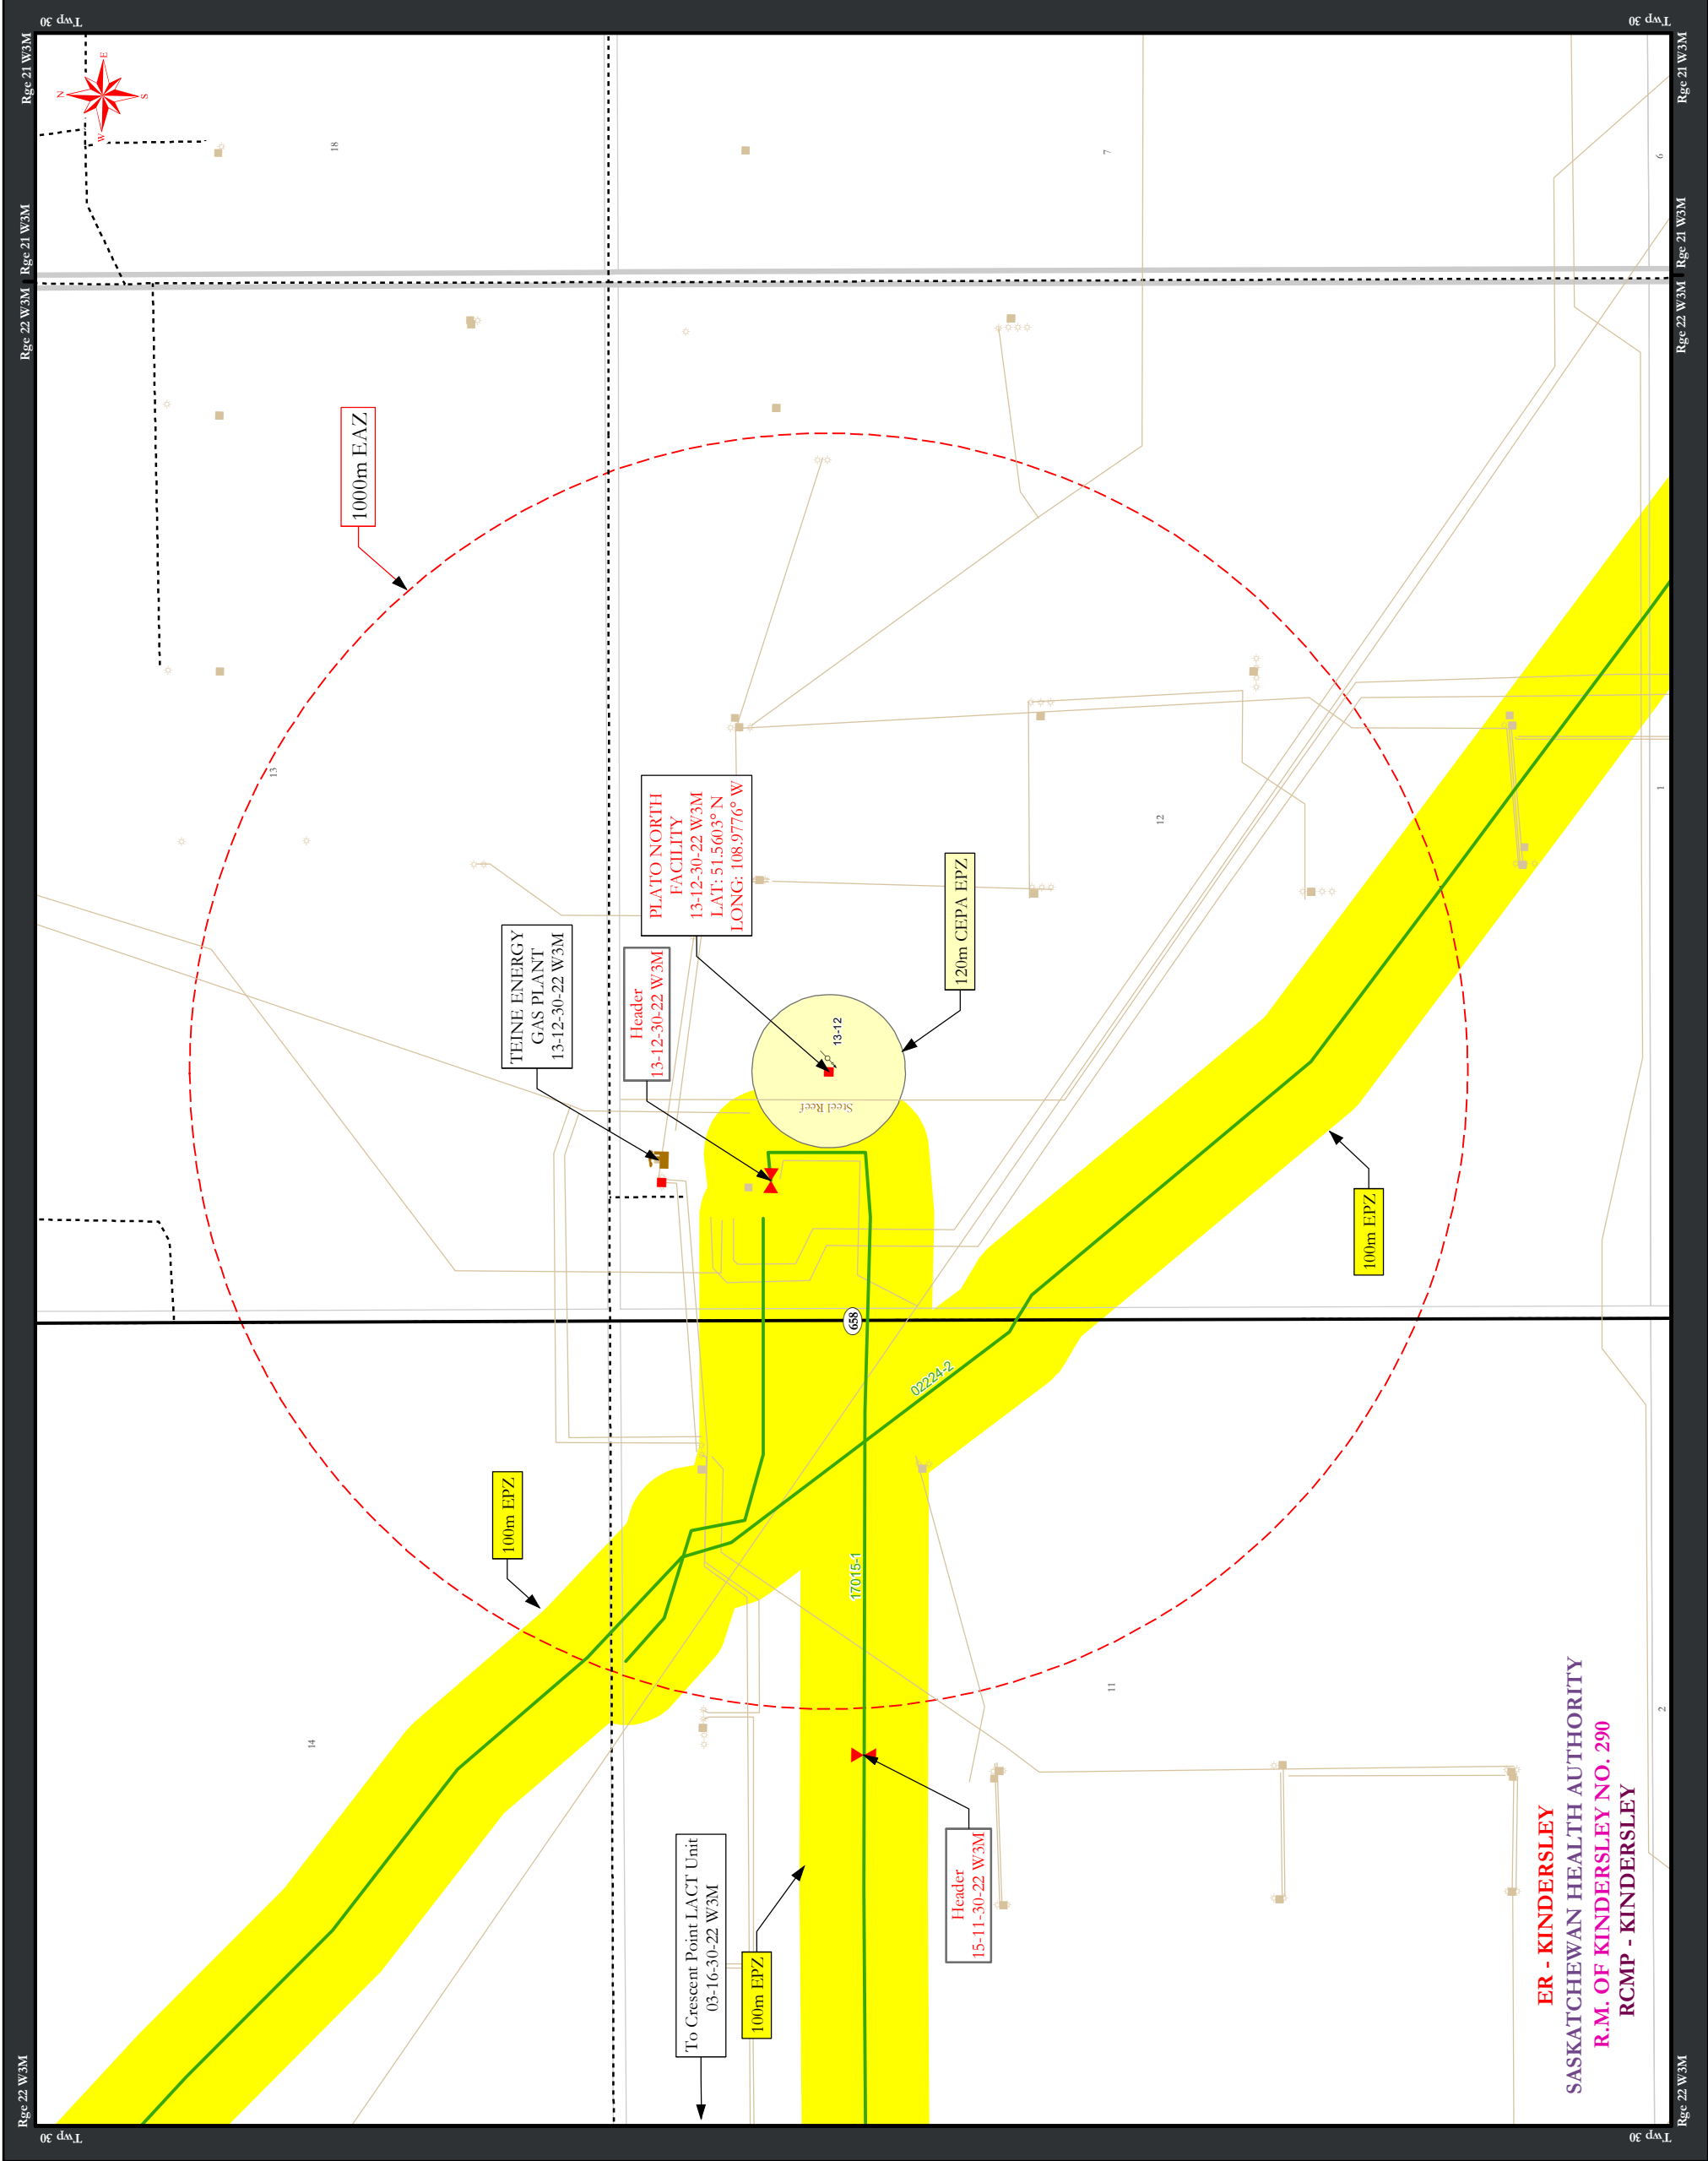 Rge 22 W3M
Rge 22 W3M
Rge 21 W3M
Rge 21 W3M
Twp 30
Twp 30
N
E
S
W
18
13
14
1000m EAZ
TEINE ENERGY
GAS PLANT
13-12-30-22 W3M
100m EPZ
Header
13-12-30-22 W3M
PLATO NORTH
FACILITY
13-12-30-22 W3M
LAT: 51.5603° N
LONG: 108.9776° W
To Crescent Point LACT Unit
03-16-30-22 W3M
100m EPZ
Steel Reef
13-12
658
17015-1
02224-2
120m CEPA EPZ
Header
15-11-30-22 W3M
11
12
7
100m EPZ
ER - KINDERSLEY
SASKATCHEWAN HEALTH AUTHORITY
R.M. OF KINDERSLEY NO. 290
RCMP - KINDERSLEY
2
1
6
Twp 30
Twp 30
Rge 22 W3M
Rge 22 W3M
Rge 21 W3M
Rge 21 W3M